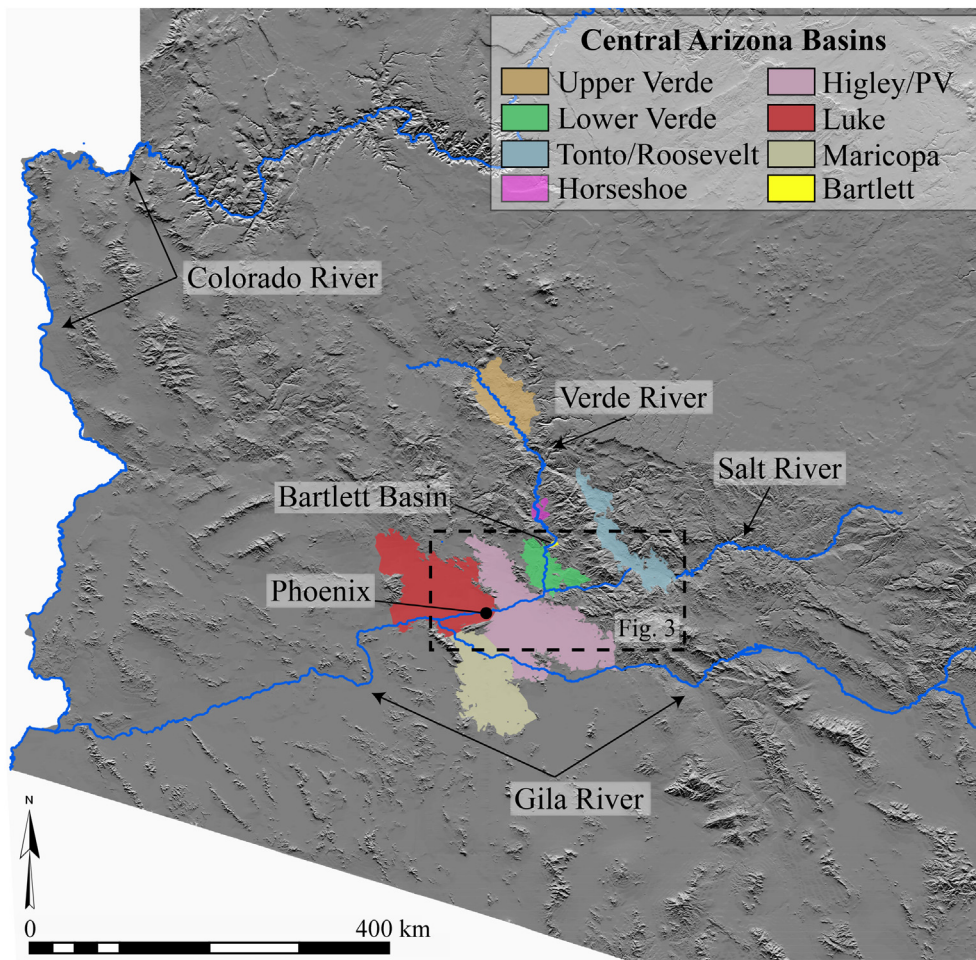 Central Arizona Basins
Upper Verde
Higley/PV
Lower Verde
Luke
Tonto/Roosevelt
Maricopa
Horseshoe
Bartlett
Colorado River
Verde River
Salt River
Bartlett Basin
Phoenix
Fig. 3
Gila River
N
0
400 km